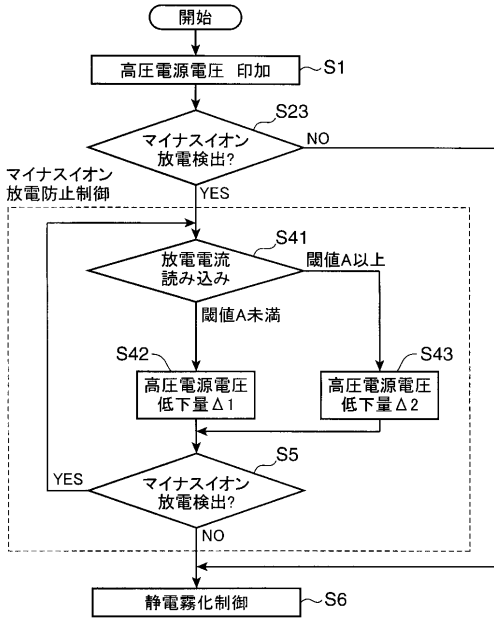 開始
高圧電源電圧 印加
S1
S23
マイナスイオン
放電検出?
NO
YES
マイナスイオン
放電防止制御
S41
放電電流
読み込み
閾値A以上
閾値A未満
S42
高圧電源電圧
低下量Δ1
S43
高圧電源電圧
低下量Δ2
S5
マイナスイオン
放電検出?
YES
NO
静電霧化制御
S6